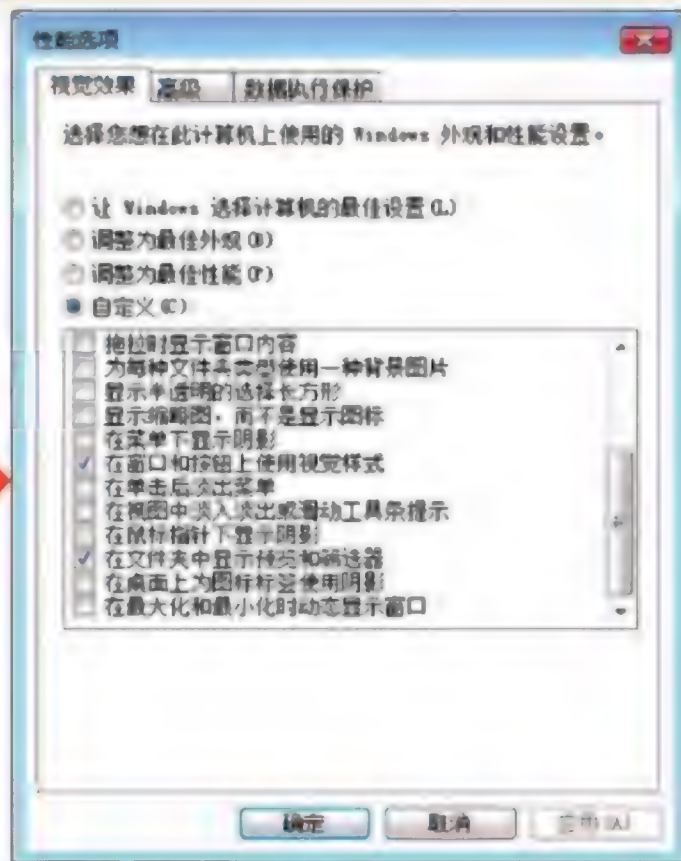 性能选项
视觉效果 高级 数据执行保护
选择您想在此计算机上使用的 Windows 外观和性能设置。
让 Windows 选择计算机的最佳设置(L)
调整为最佳外观(B)
调整为最佳性能(P)
自定义(C)
拖拉时显示窗口内容
为每种文件夹类型使用一种背景图片
显示半透明的选择长方形
显示缩略图，而不是显示图标
在菜单下显示阴影
在窗口和按钮上使用视觉样式
在单击后淡出菜单
在视图中淡入淡出或滑动工具条提示
在鼠标指针下显示阴影
在文件夹中显示预览和筛选器
在桌面上为图标标签使用阴影
在最大化和最小化时动态显示窗口
确定 取消 应用(A)